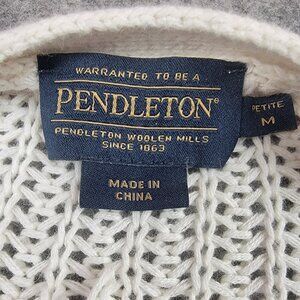 WARRANTED TO BE A
PENDLETON®
PENDLETON WOOLEN MILLS
SINCE 1863
PETITE
M
MADE IN
CHINA